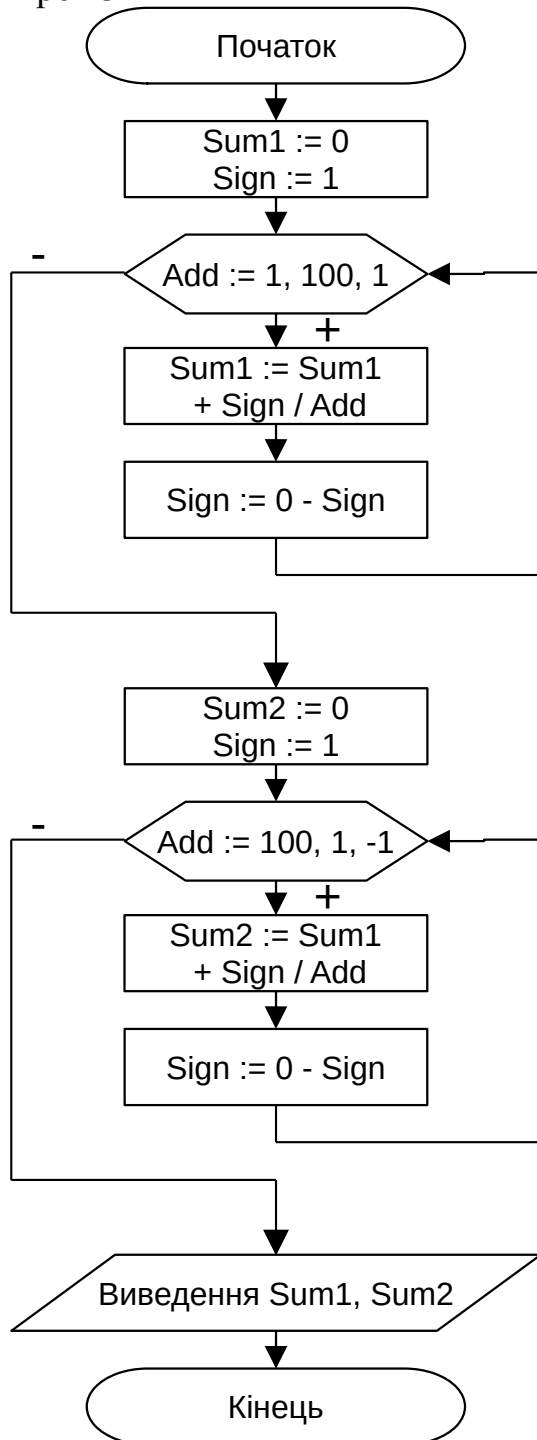 Початок
Sum1 := 0
Sign := 1
-
Add := 1, 100, 1
+
Sum1 := Sum1
+ Sign / Add
Sign := 0 - Sign
Sum2 := 0
Sign := 1
-
Add := 100, 1, -1
+
Sum2 := Sum1
+ Sign / Add
Sign := 0 - Sign
Виведення Sum1, Sum2
Кінець